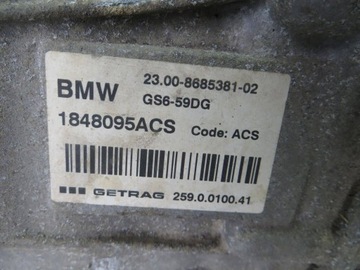 BMW 23.00-8685381-02
GS6-59DG
1848095ACS Code: ACS
GETRAG 259.0.0100.41